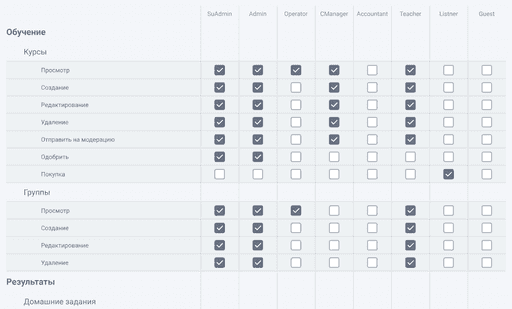 SuAdmin Admin Operator CManager Accountant Teacher Listner Guest
Обучение
Курсы
Просмотр
Создание
Редактирование
Удаление
Отправить на модерацию
Одобрить
Покупка
Группы
Просмотр
Создание
Редактирование
Удаление
Результаты
Домашние задания